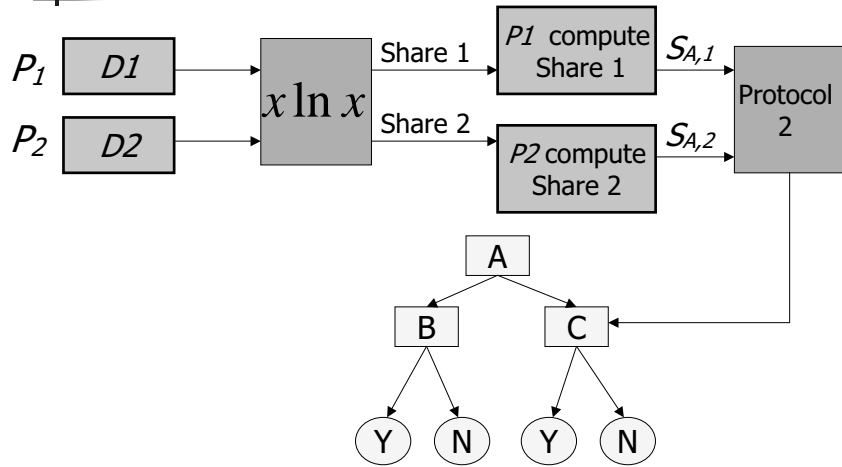 P1
D1
P2
D2
x ln x
Share 1
Share 2
P1 compute
Share 1
P2 compute
Share 2
SA,1
SA,2
Protocol
2
A
B
C
Y
N
Y
N